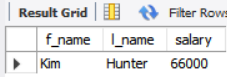 Result Grid Filter Rows
f_name l_name salary
Kim Hunter 66000